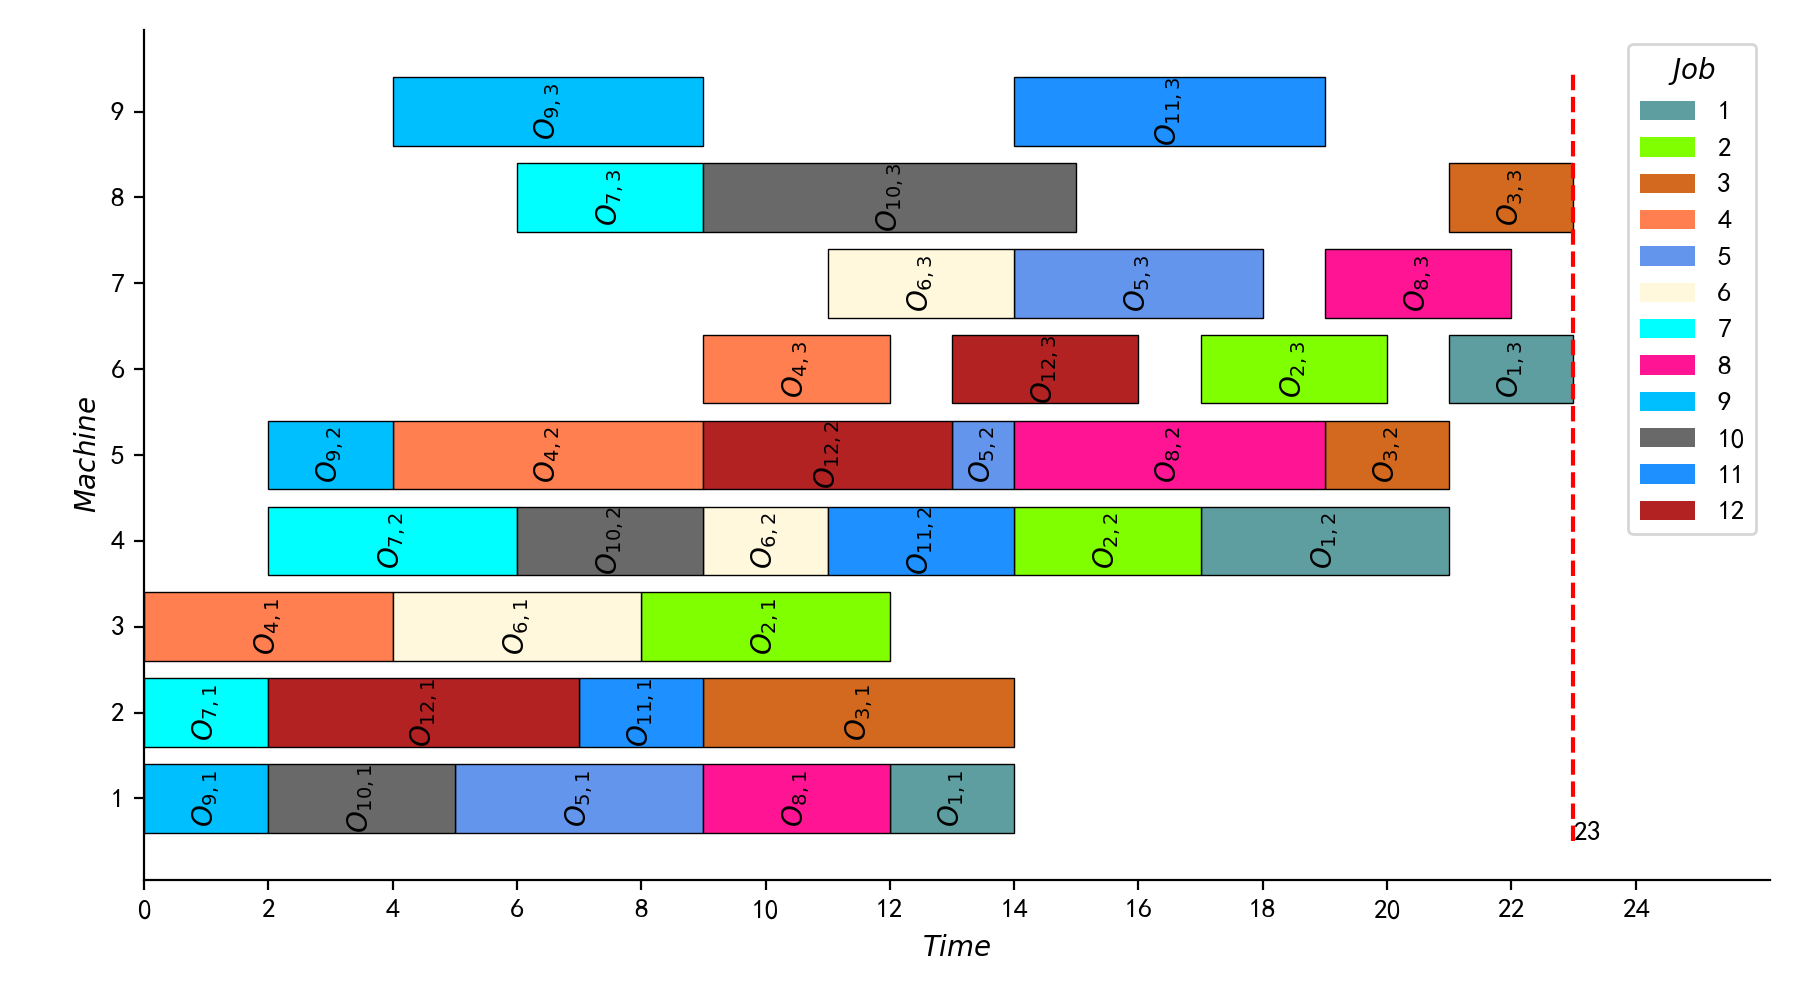 Machine
9
8
7
6
5
4
3
2
1
O9,3 O11,3
O7,3 O10,3 O3,3
O6,3 O5,3 O8,3
O4,3 O12,3 O2,3 O1,3
O9,2 O4,2 O12,2 O5,2 O8,2 O3,2
O7,2 O10,2 O6,2 O11,2 O2,2 O1,2
O4,1 O6,1 O2,1
O7,1 O12,1 O11,1 O3,1
O9,1 O10,1 O5,1 O8,1 O1,1
23
0 2 4 6 8 10 12 14 16 18 20 22 24
Time
Job
1
2
3
4
5
6
7
8
9
10
11
12